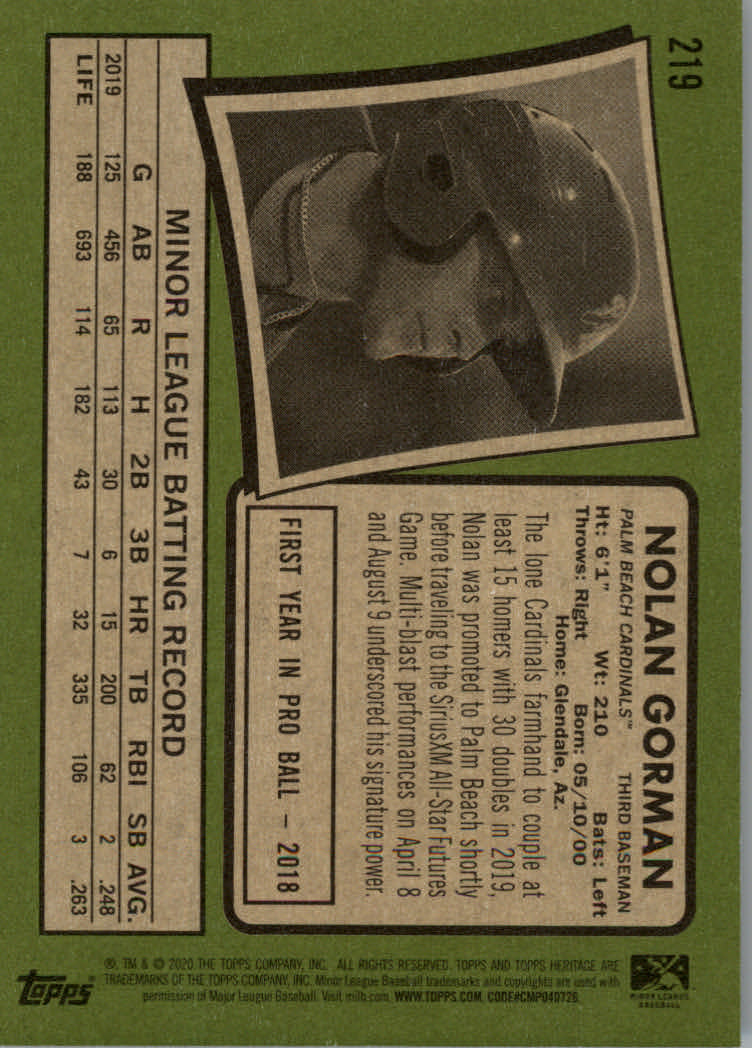 219
NOLAN GORMAN
PALM BEACH CARDINALS™ THIRD BASEMAN
Ht: 6'1" Wt: 210 Bats: Left
Throws: Right Born: 05/10/00
Home: Glendale, Az.
The lone Cardinals farmhand to couple at
least 15 homers with 30 doubles in 2019,
Nolan was promoted to Palm Beach shortly
before traveling to the SiriusXM All-Star Futures
Game. Multi-blast performances on April 8
and August 9 underscored his signature power.
FIRST YEAR IN PRO BALL – 2018
MINOR LEAGUE BATTING RECORD
G AB R H 2B 3B HR TB RBI SB AVG.
2019 125 456 65 113 30 6 15 200 62 2 .248
LIFE 188 693 114 182 43 7 32 335 106 3 .263
MINOR LEAGUE
BASEBALL
®, TM & © 2020 THE TOPPS COMPANY, INC. ALL RIGHTS RESERVED. TOPPS AND TOPPS HERITAGE ARE
TRADEMARKS OF THE TOPPS COMPANY, INC. Minor League Baseball trademarks and copyrights are used with
permission of Major League Baseball. Visit milb.com. WWW.TOPPS.COM. CODE#CMP040726
Topps®